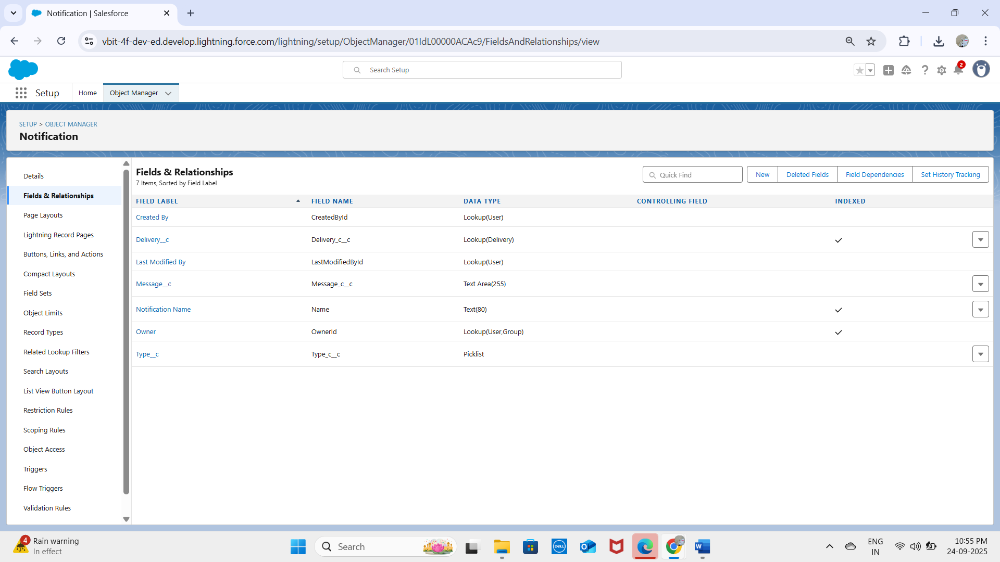 Notification | Salesforce
vbit-4f-dev-ed.develop.lightning.force.com/lightning/setup/ObjectManager/01IdL00000ACAc9/FieldsAndRelationships/view
Search Setup
2
Setup
Home
Object Manager
SETUP > OBJECT MANAGER
Notification
Details
Fields & Relationships
Page Layouts
Lightning Record Pages
Buttons, Links, and Actions
Compact Layouts
Field Sets
Object Limits
Record Types
Related Lookup Filters
Search Layouts
List View Button Layout
Restriction Rules
Scoping Rules
Object Access
Triggers
Flow Triggers
Validation Rules
Fields & Relationships
7 Items, Sorted by Field Label
Quick Find
New
Deleted Fields
Field Dependencies
Set History Tracking
FIELD LABEL FIELD NAME DATA TYPE CONTROLLING FIELD INDEXED
Created By CreatedById Lookup(User)
Delivery__c Delivery_c__c Lookup(Delivery)
Last Modified By LastModifiedById Lookup(User)
Message__c Message_c__c Text Area(255)
Notification Name Name Text(80)
Owner OwnerId Lookup(User,Group)
Type__c Type_c__c Picklist
4
Rain warning
In effect
Search
DELL
W
ENG
IN
10:55 PM
24-09-2025